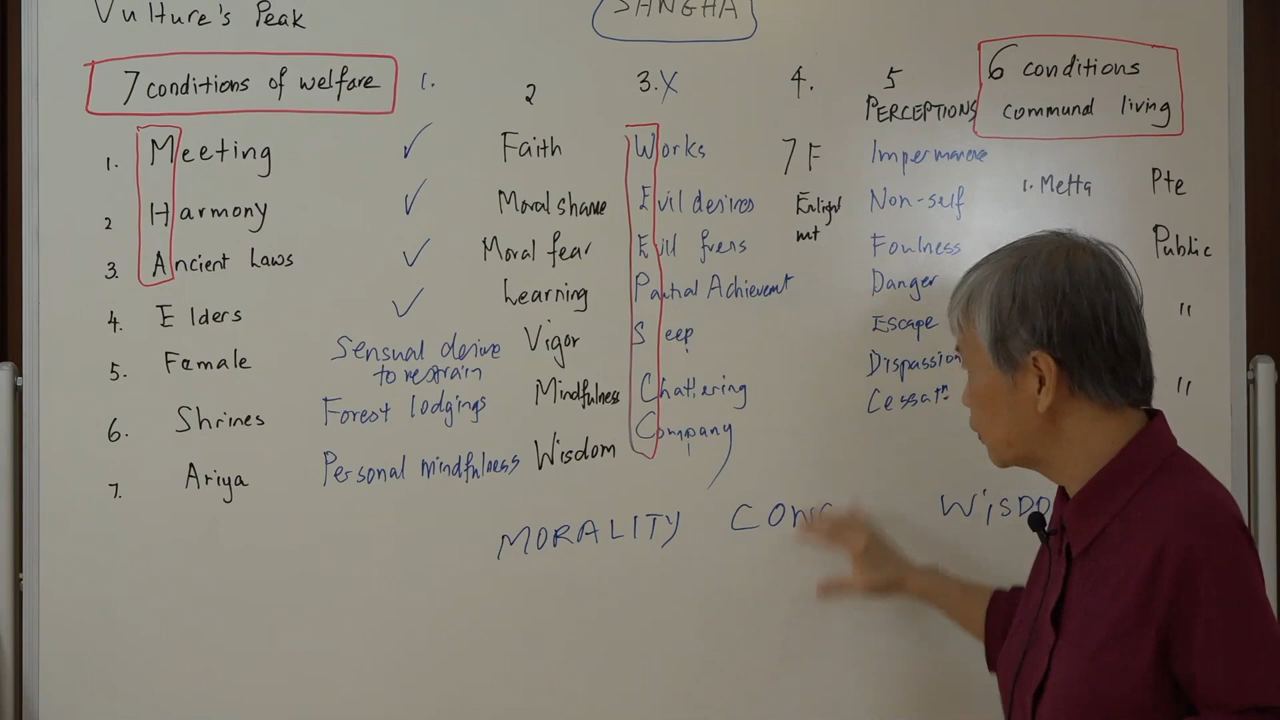 Vulture's Peak
SANGHA
7 conditions of welfare
1.
2
3. X
4.
5
PERCEPTIONS
6 conditions
communal living
1. Meeting ✓ Faith Works 7 F Impermanence 1. Metta Pte
2 Harmony ✓ Moral shame Evil desires Enlight Non-self Public
mt
3. Ancient Laws ✓ Moral fear Evil Foulness
4. Elders ✓ Learning Partial Achievement Danger "
5. Female Sensual desire Vigor Sleep Escape
to restrain
6. Shrines Forest lodgings Mindfulness Chattering Dispassion "
7. Ariya Personal mindfulness Wisdom Company Cessatn
MORALITY CONC WISDO